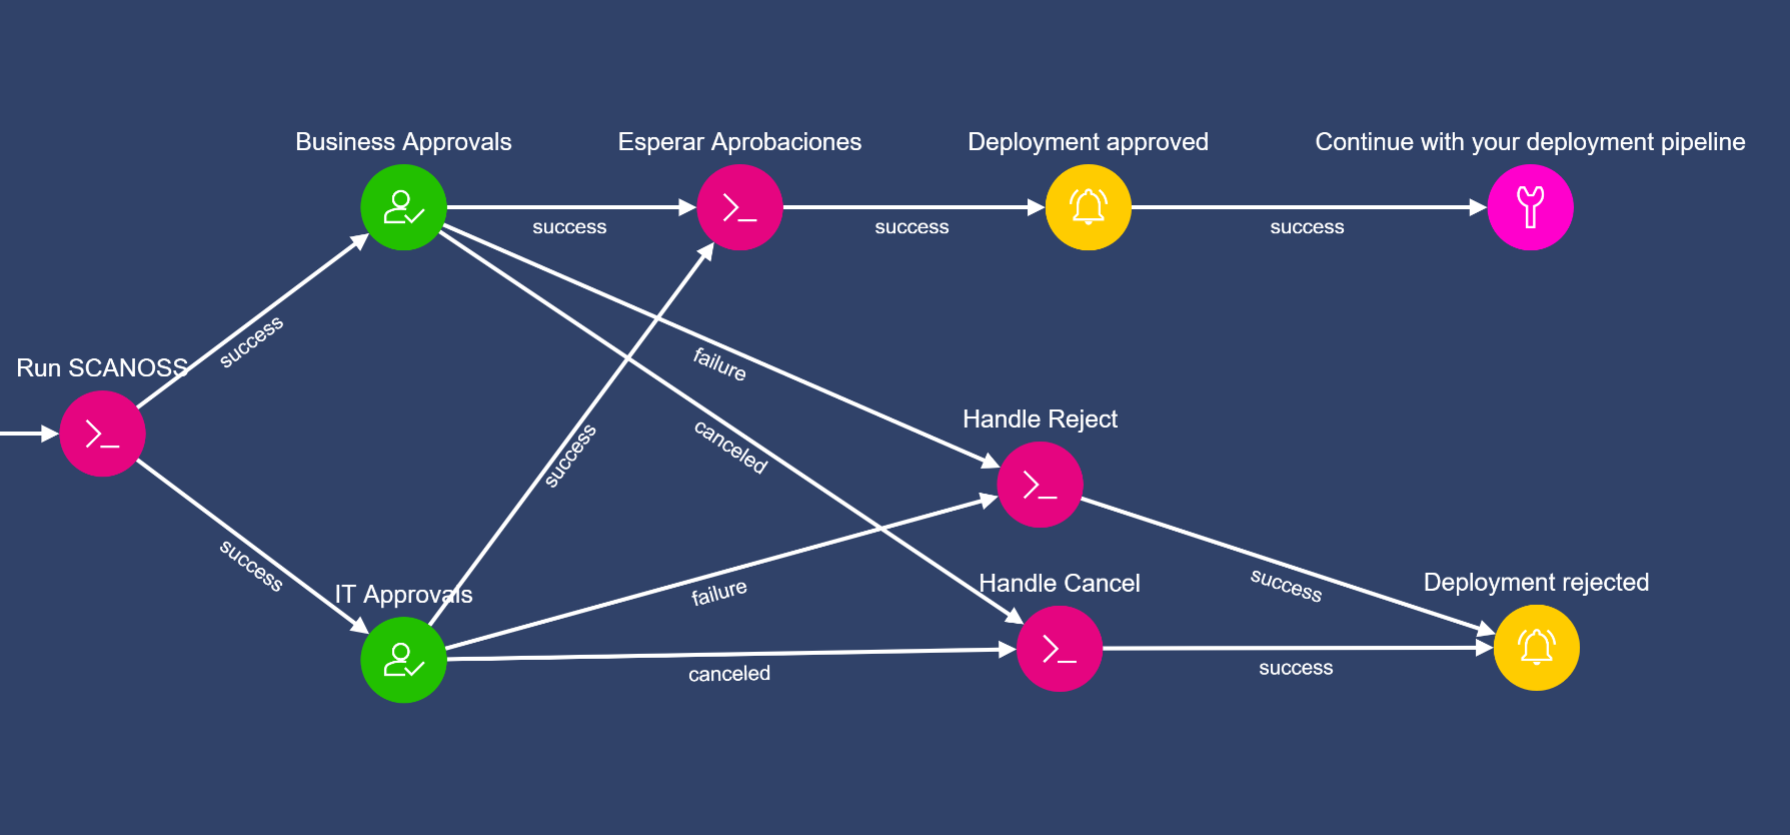 Business Approvals
Esperar Aprobaciones
Deployment approved
Continue with your deployment pipeline
success
success
success
success
Run SCANOSS
failure
canceled
success
Handle Reject
success
IT Approvals
failure
Handle Cancel
success
Deployment rejected
canceled
success